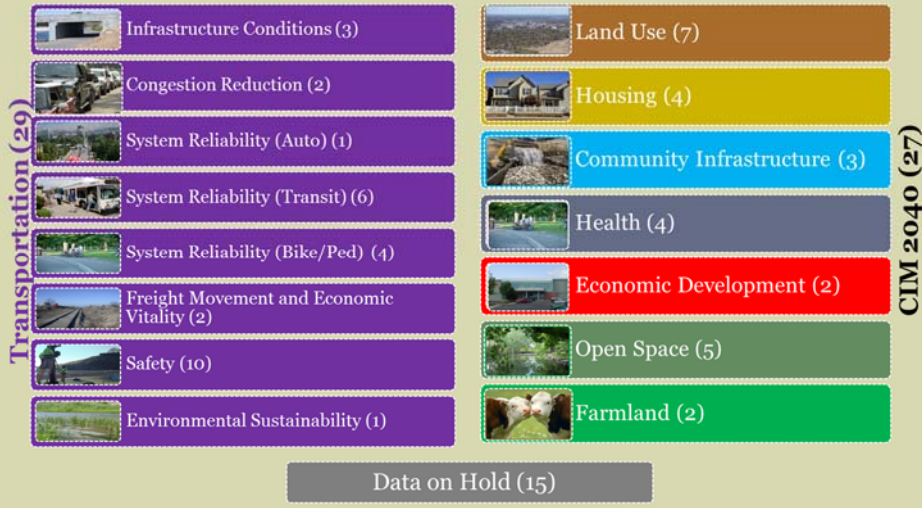 Transportation (29)
Infrastructure Conditions (3)
Congestion Reduction (2)
System Reliability (Auto) (1)
System Reliability (Transit) (6)
System Reliability (Bike/Ped) (4)
Freight Movement and Economic
Vitality (2)
Safety (10)
Environmental Sustainability (1)
Land Use (7)
Housing (4)
Community Infrastructure (3)
Health (4)
Economic Development (2)
Open Space (5)
Farmland (2)
CIM 2040 (27)
Data on Hold (15)